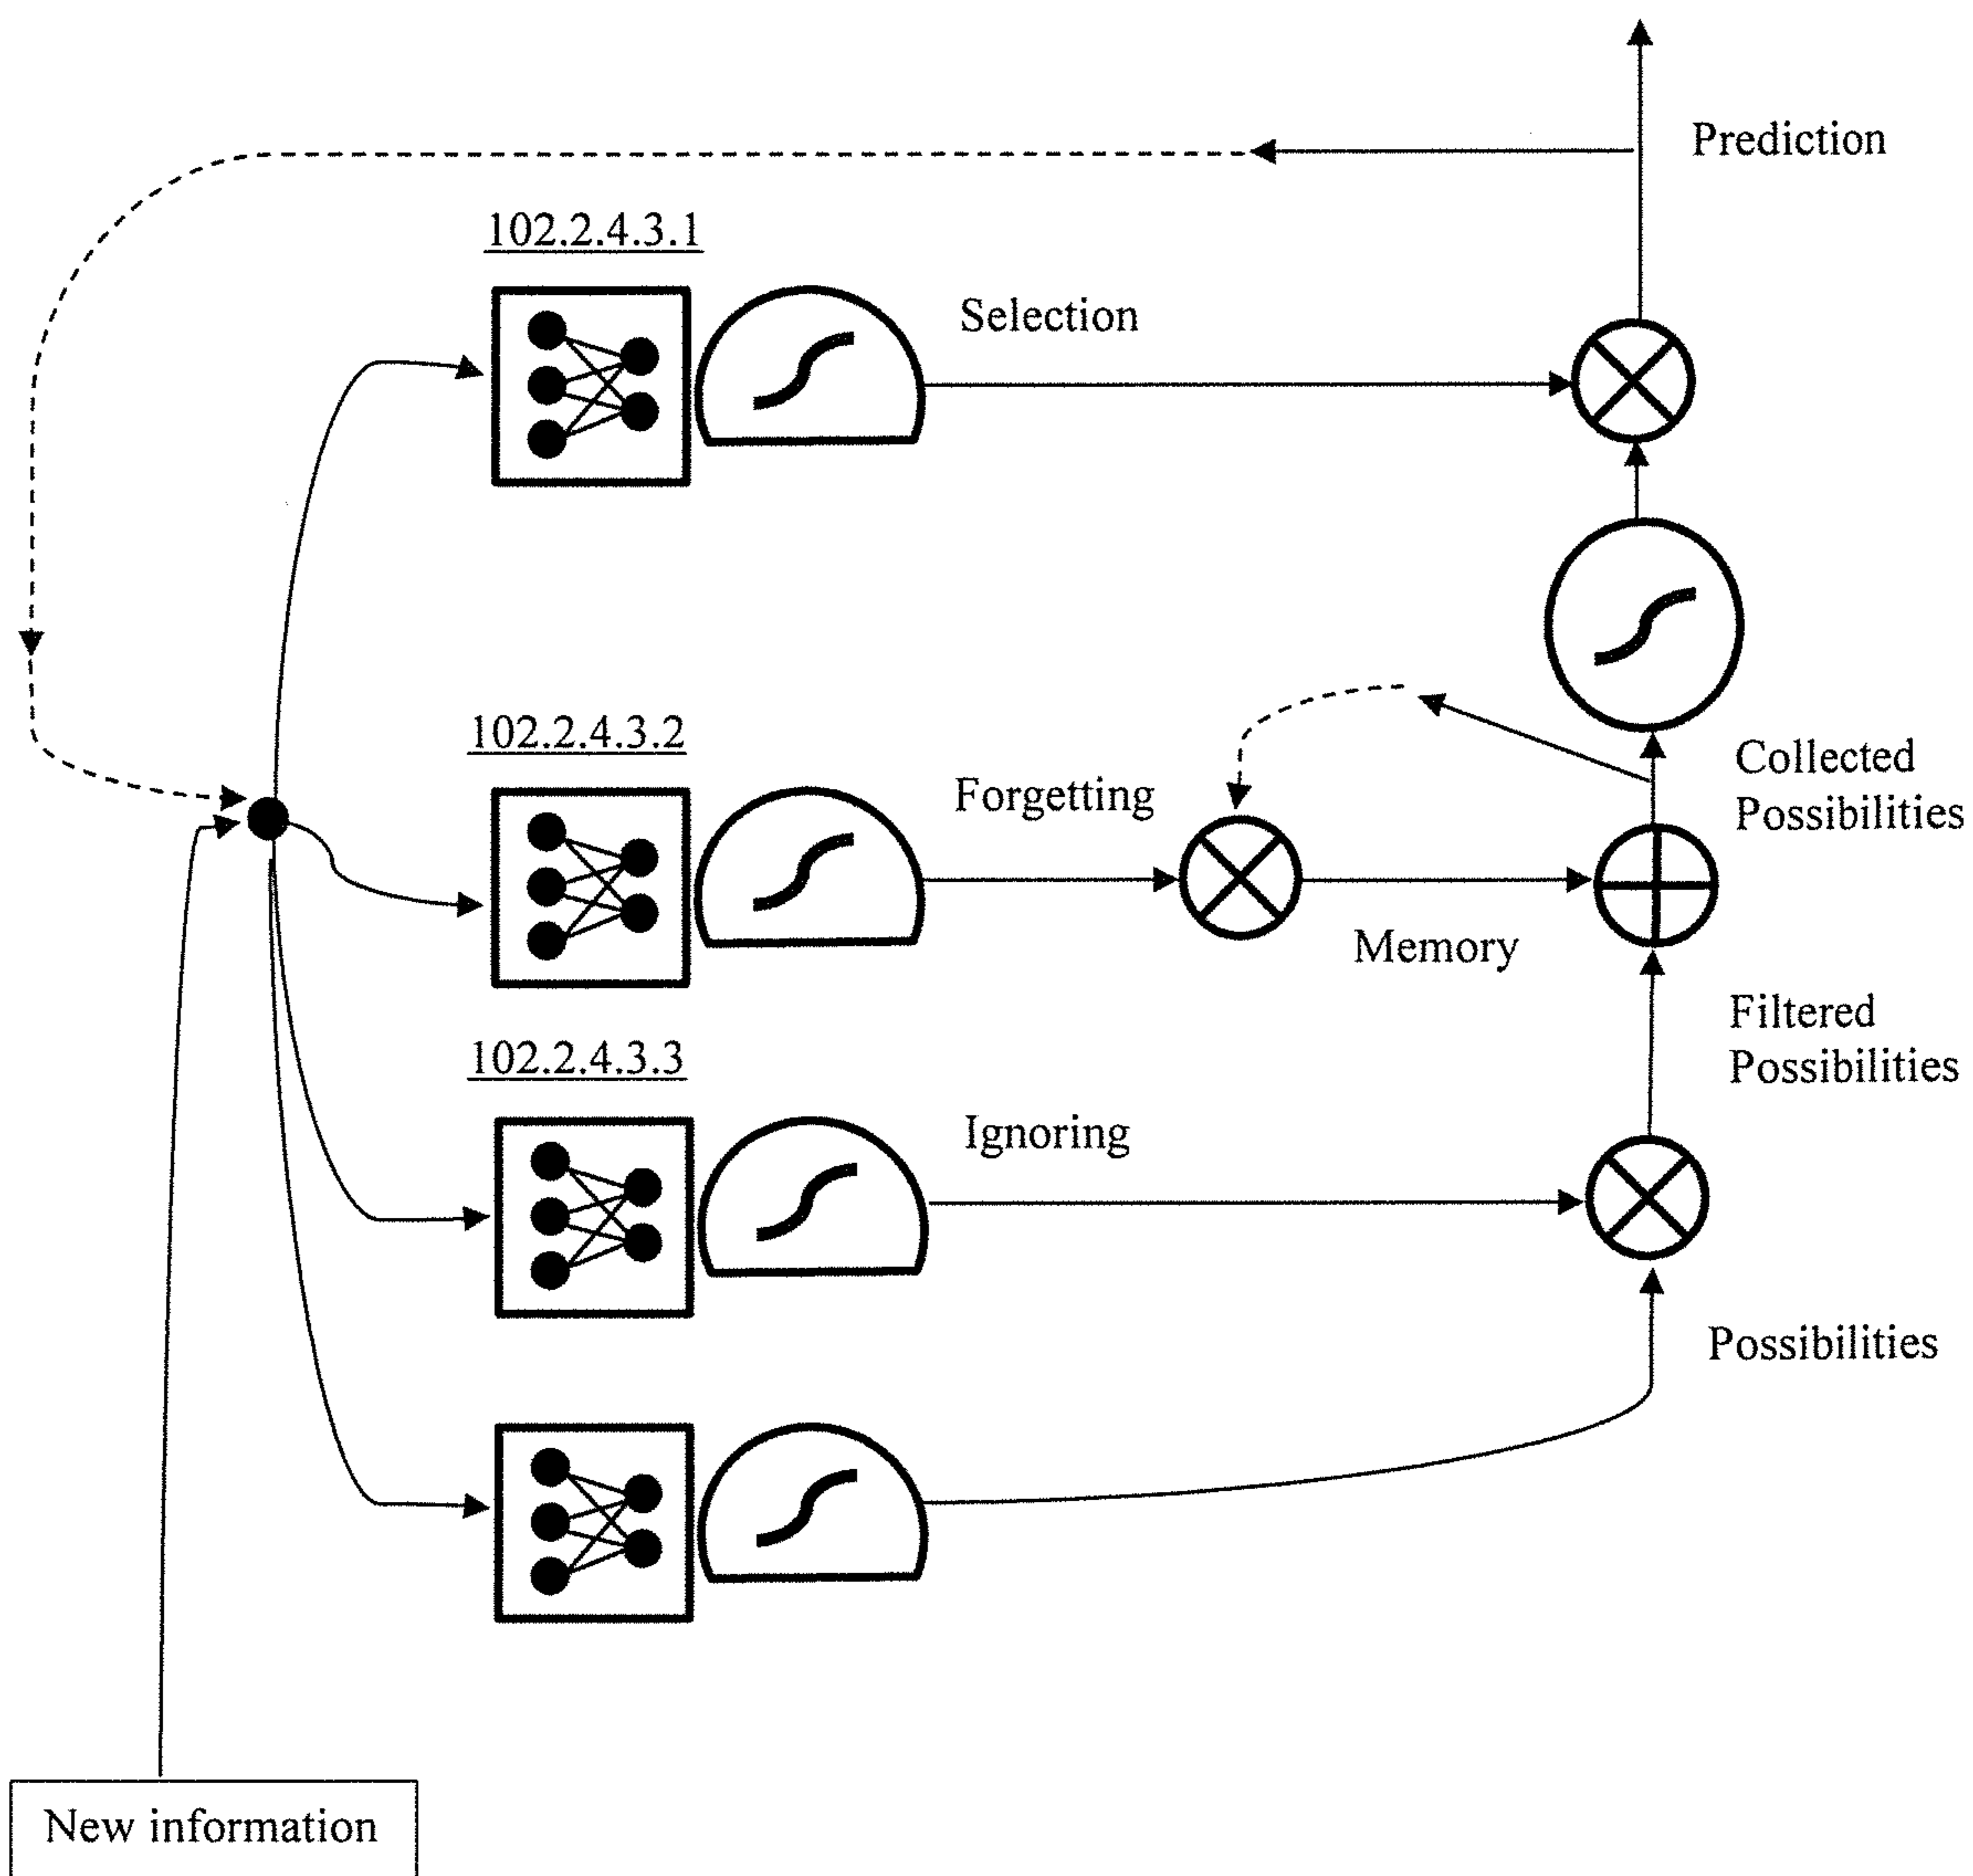 Prediction
102.2.4.3.1
Selection
102.2.4.3.2
Forgetting
Collected
Possibilities
Memory
Filtered
Possibilities
102.2.4.3.3
Ignoring
Possibilities
New information